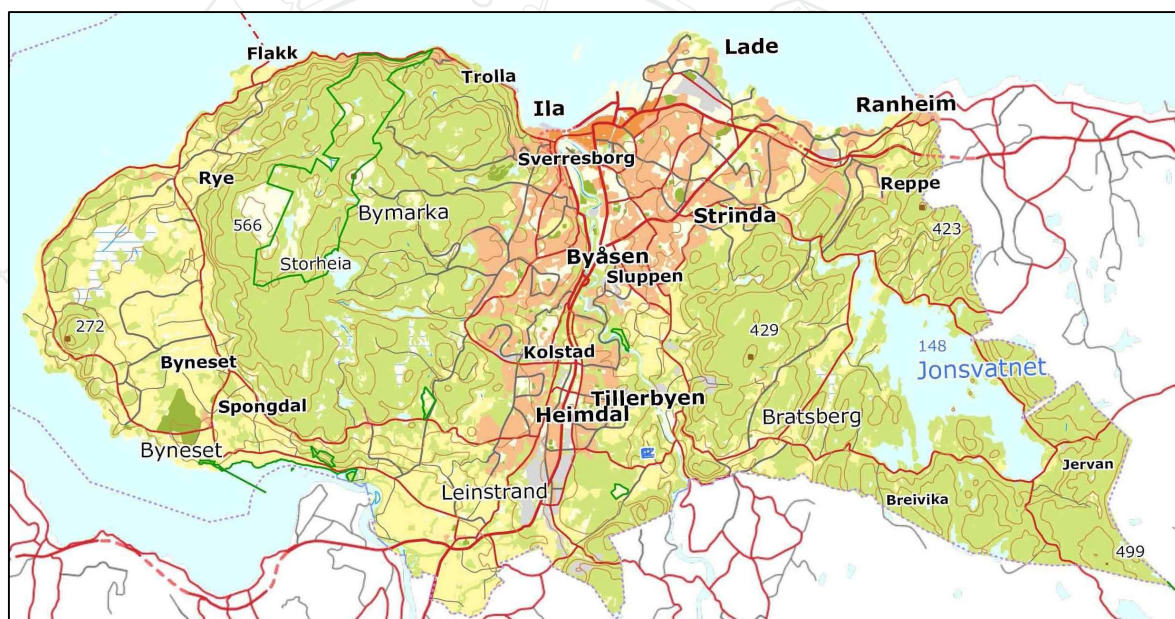 Lade
Flakk
Trolla
Ila
Ranheim
Sverresborg
Rye
Reppe
Bymarka
Strinda
566
423
Byåsen
Storheia
Sluppen
272
429
148
Kolstad
Byneset
Jonsvatnet
Tillerbyen
Spongdal
Heimdal
Bratsberg
Byneset
Jervan
Leinstrand
Breivika
499